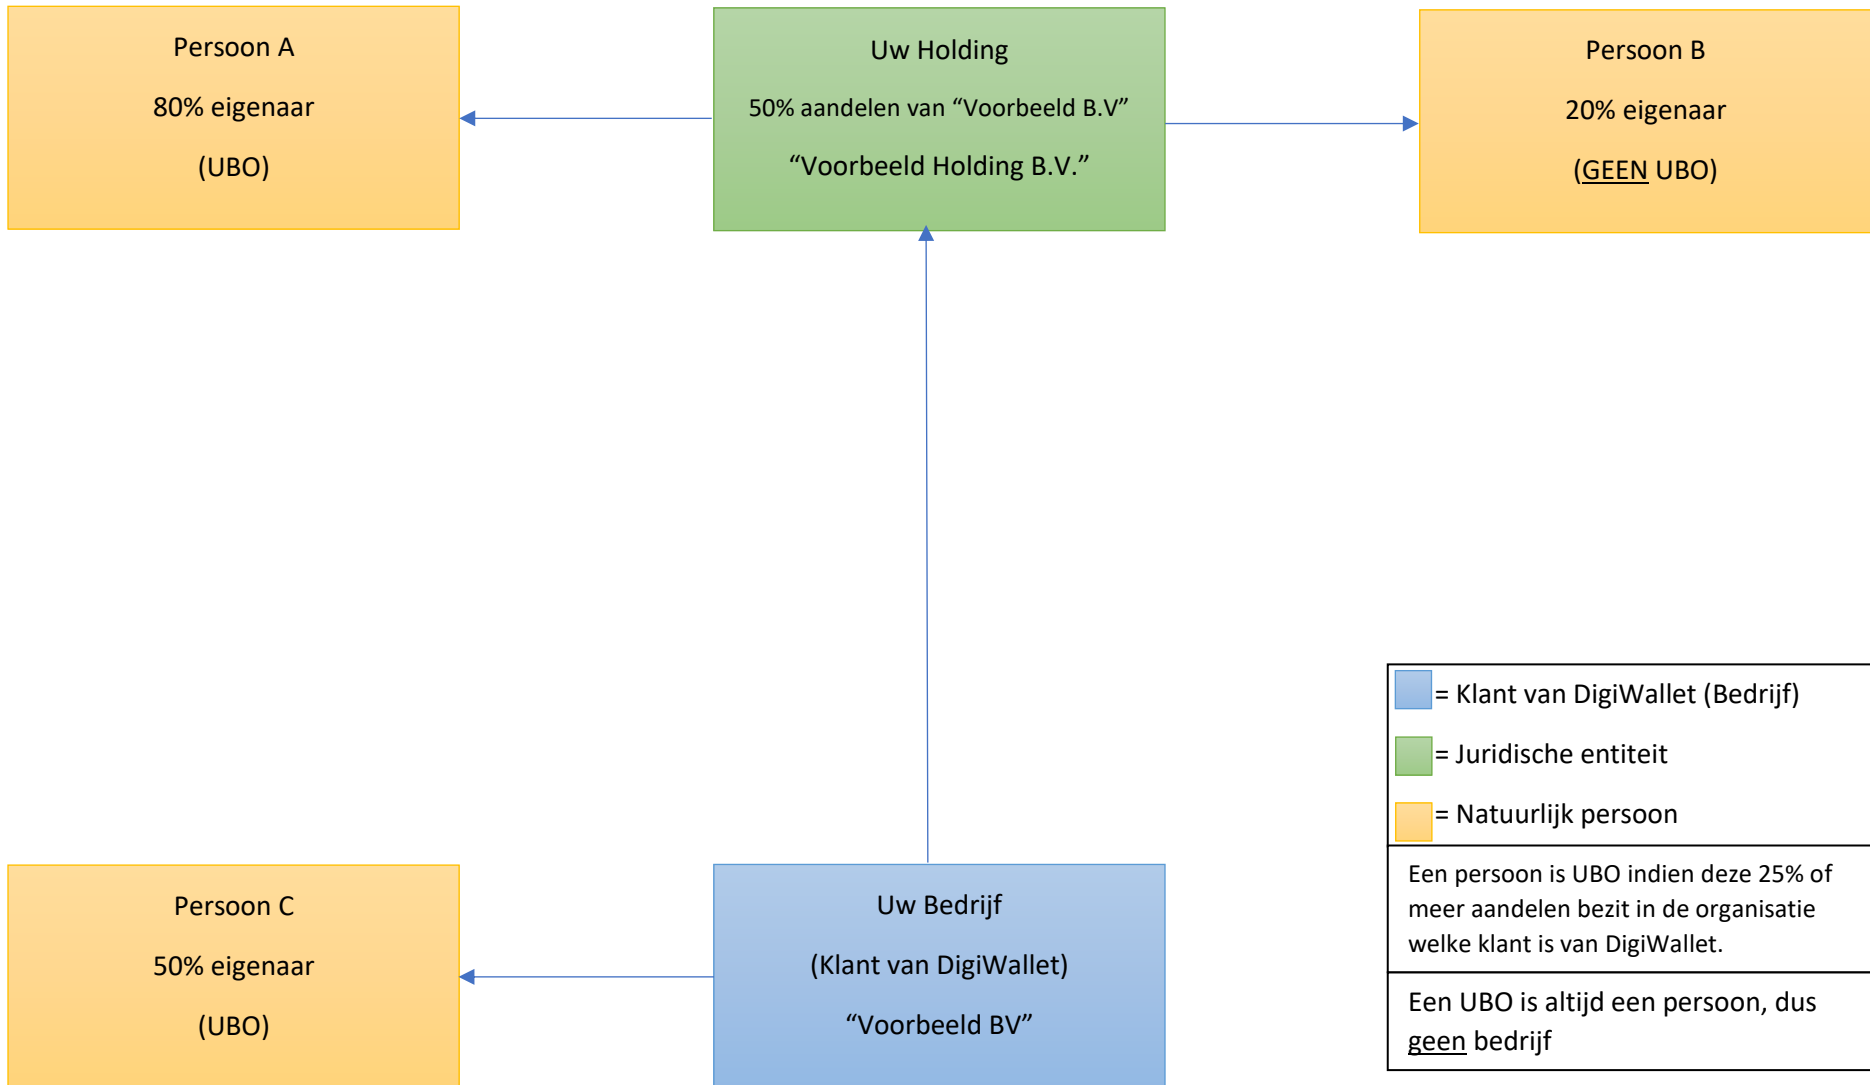 Persoon A
80% eigenaar
(UBO)
Uw Holding
50% aandelen van “Voorbeeld B.V”
“Voorbeeld Holding B.V.”
Persoon B
20% eigenaar
(GEEN UBO)
Persoon C
50% eigenaar
(UBO)
Uw Bedrijf
(Klant van DigiWallet)
“Voorbeeld BV”
= Klant van DigiWallet (Bedrijf)
= Juridische entiteit
= Natuurlijk persoon
Een persoon is UBO indien deze 25% of
meer aandelen bezit in de organisatie
welke klant is van DigiWallet.
Een UBO is altijd een persoon, dus
geen bedrijf